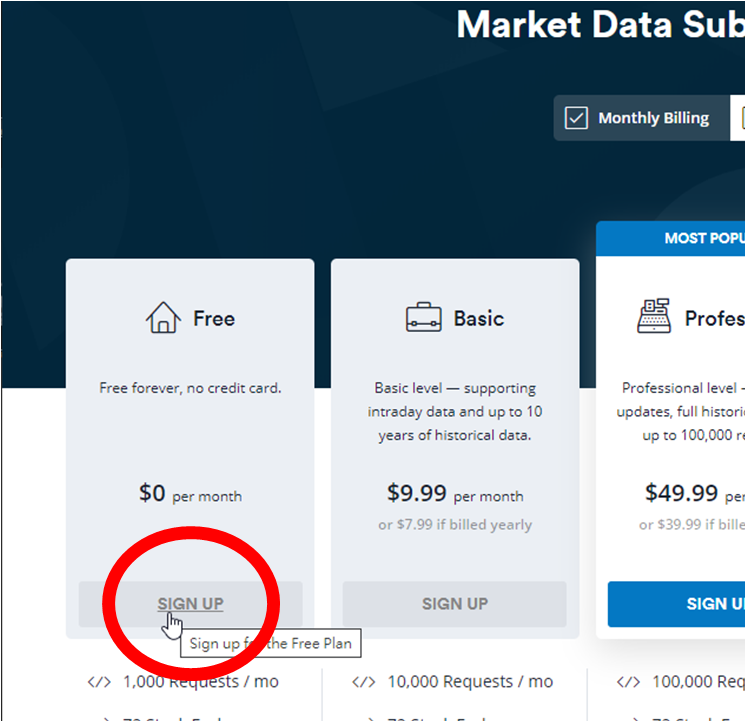 Market Data Sub
Monthly Billing
MOST POPU
Free
Basic
Profes
Free forever, no credit card.
Basic level — supporting
intraday data and up to 10
years of historical data.
Professional level -
updates, full histori
up to 100,000 re
$0 per month
$9.99 per month
or $7.99 if billed yearly
$49.99 per
or $39.99 if bille
SIGN UP
SIGN UP
SIGN U
Sign up for the Free Plan
</> 1,000 Requests / mo
</> 10,000 Requests / mo
</> 100,000 Req